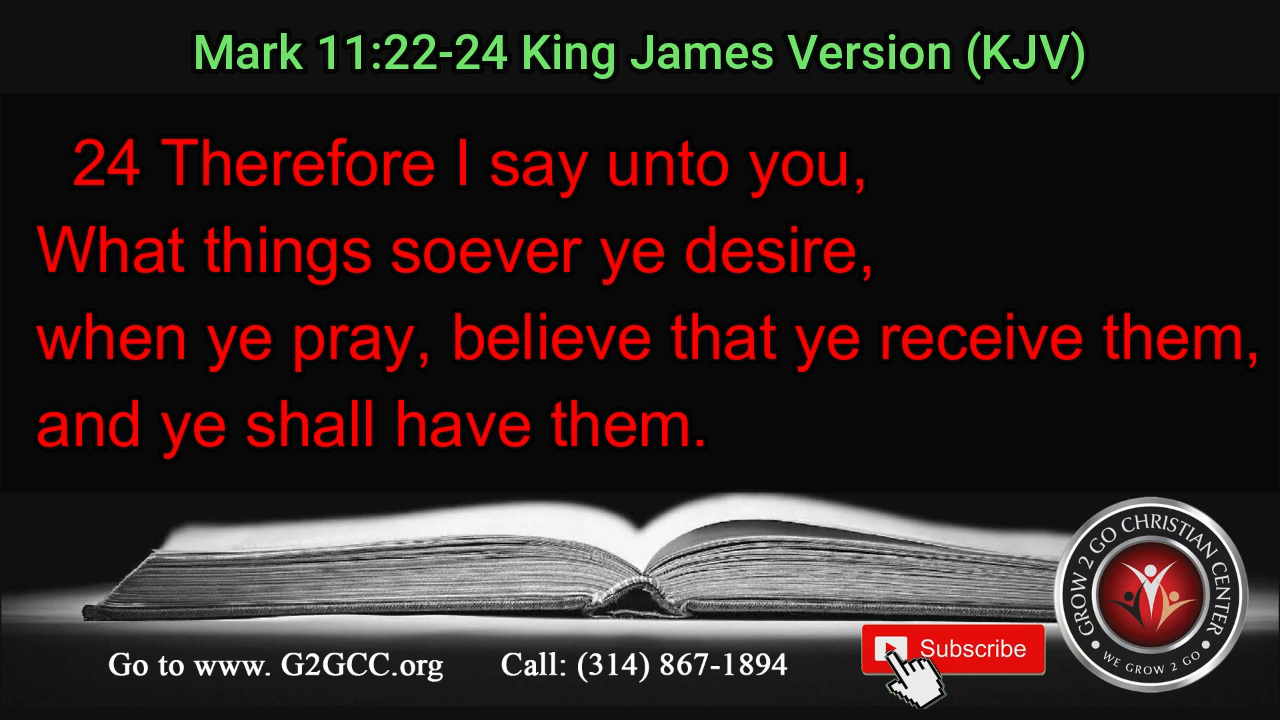 Mark 11:22-24 King James Version (KJV)
24 Therefore I say unto you,
What things soever ye desire,
when ye pray, believe that ye receive them,
and ye shall have them.
GROW 2 GO CHRISTIAN CENTER
• WE GROW 2 GO •
Subscribe
Go to www. G2GCC.org Call: (314) 867-1894